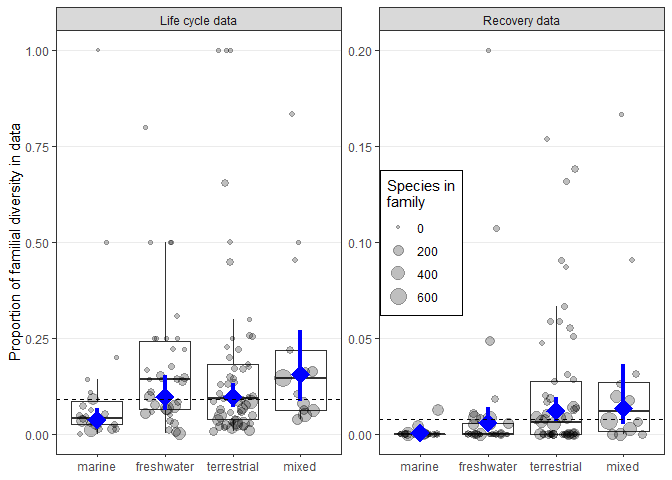 Life cycle data
Recovery data
Proportion of familial diversity in data
1.00
0.75
0.50
0.25
0.00
0.20
0.15
0.10
0.05
0.00
Species in
family
0
200
400
600
marine freshwater terrestrial mixed
marine freshwater terrestrial mixed